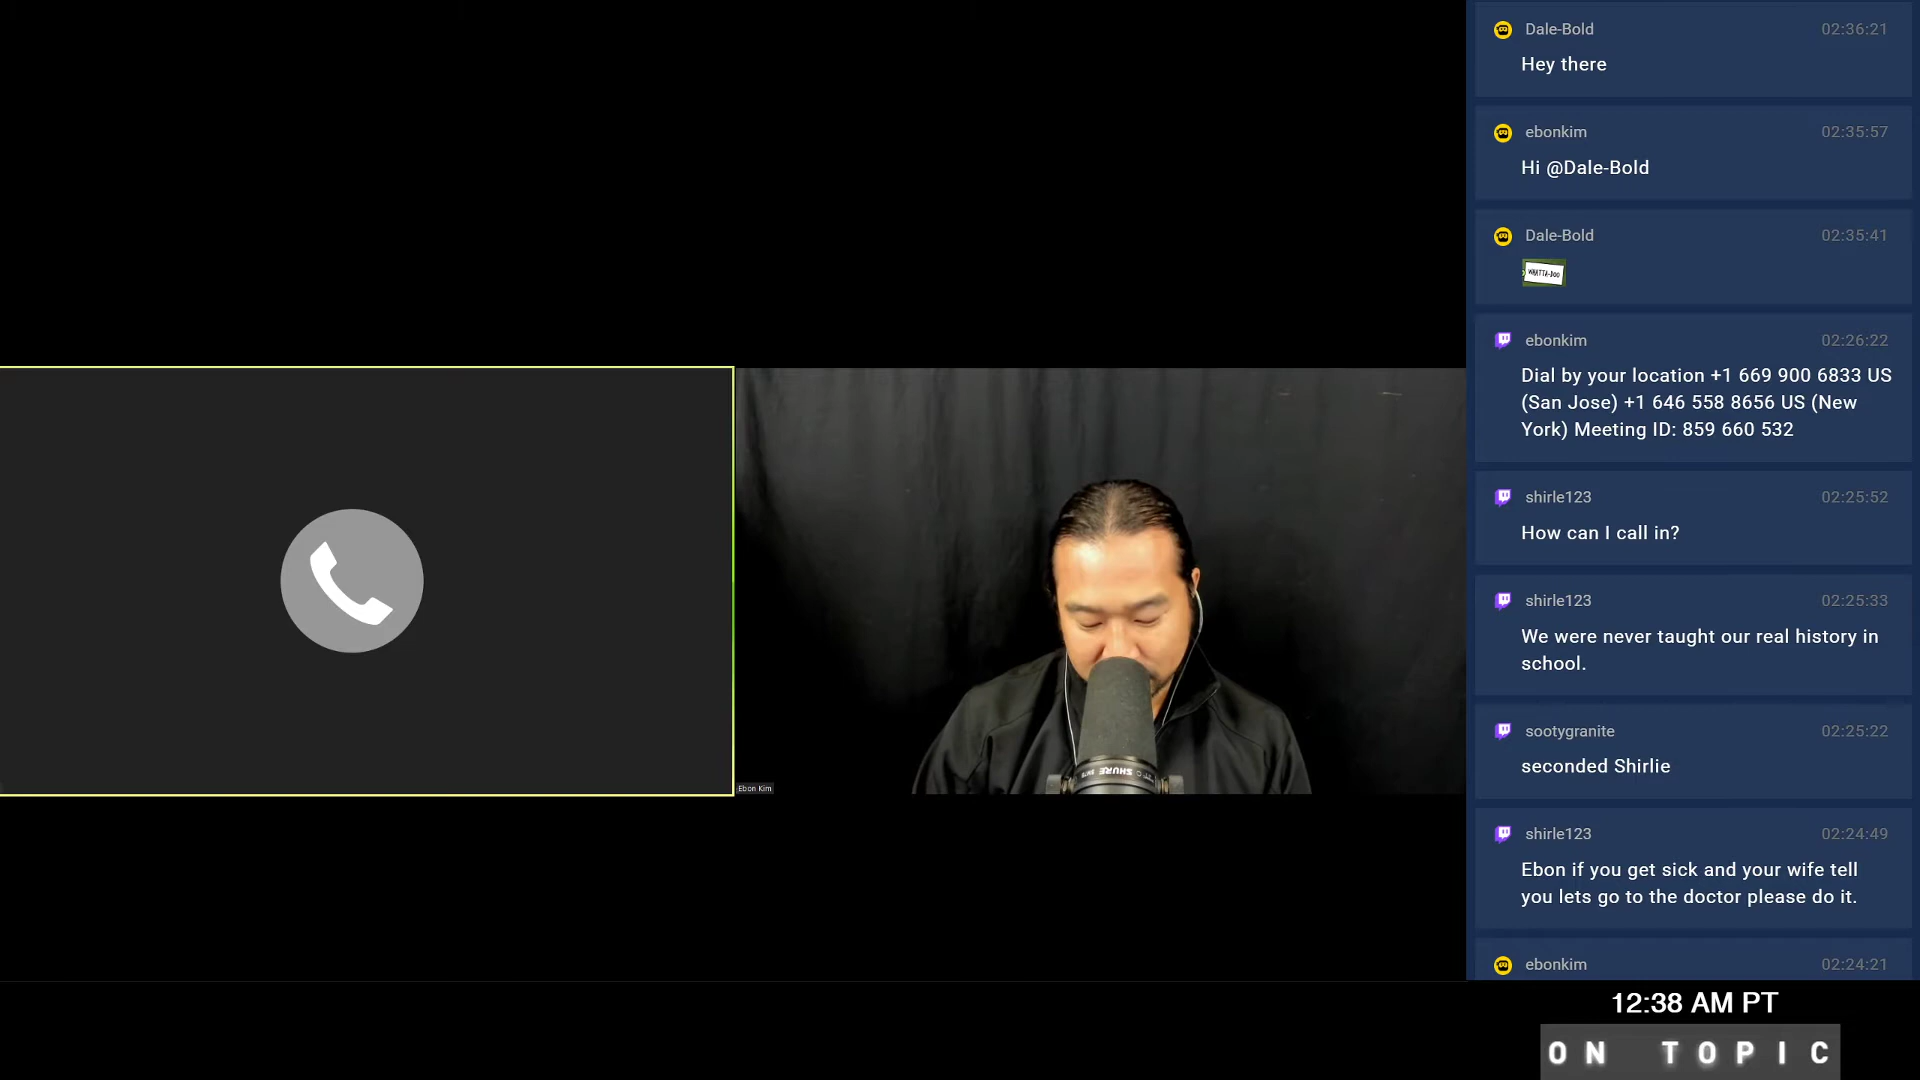 Dale-Bold 02:36:21
Hey there
ebonkim 02:35:57
Hi @Dale-Bold
Dale-Bold 02:35:41
WHATTA-DOO
ebonkim 02:26:22
Dial by your location +1 669 900 6833 US
(San Jose) +1 646 558 8656 US (New
York) Meeting ID: 859 660 532
shirle123 02:25:52
How can I call in?
shirle123 02:25:33
We were never taught our real history in
school.
sootygranite 02:25:22
seconded Shirlie
shirle123 02:24:49
Ebon if you get sick and your wife tell
you lets go to the doctor please do it.
ebonkim 02:24:21
Ebon Kim
SHURE
12:38 AM PT
ON TOPIC